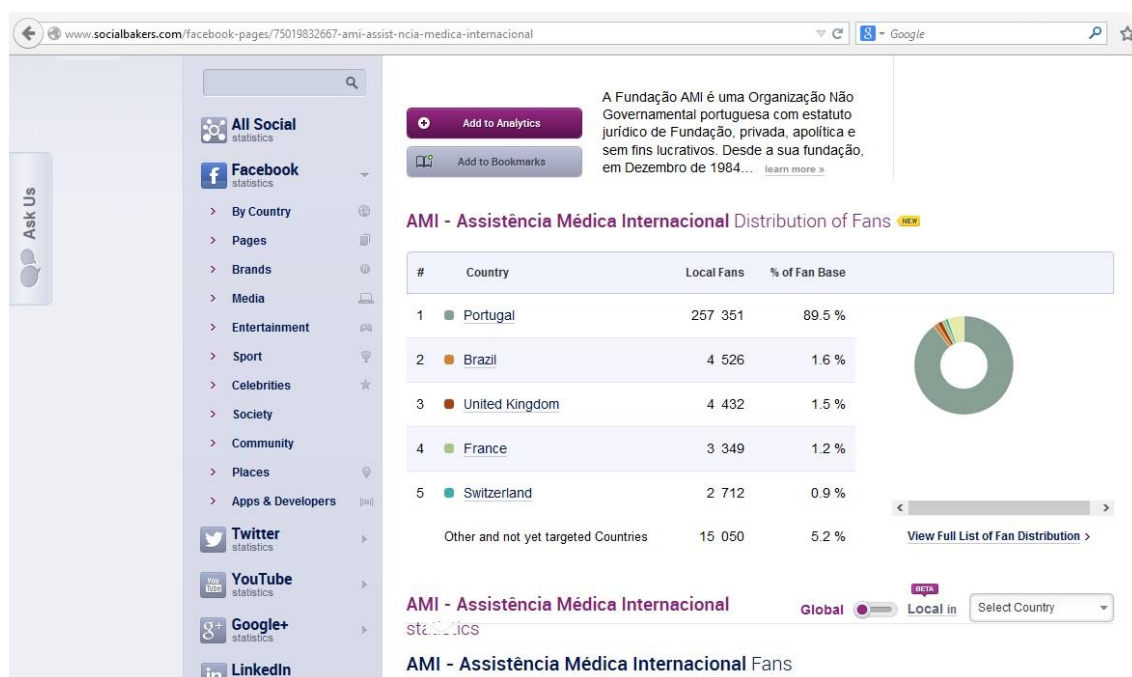 www.socialbakers.com/facebook-pages/75019832667-ami-assist-ncia-medica-internacional
Google
Ask Us
All Social
statistics
Facebook
statistics
By Country
Pages
Brands
Media
Entertainment
Sport
Celebrities
Society
Community
Places
Apps & Developers
Twitter
statistics
YouTube
statistics
Google+
statistics
LinkedIn
Add to Analytics
Add to Bookmarks
A Fundação AMI é uma Organização Não
Governamental portuguesa com estatuto
jurídico de Fundação, privada, apolítica e
sem fins lucrativos. Desde a sua fundação,
em Dezembro de 1984... learn more »
AMI - Assistência Médica Internacional Distribution of Fans NEW
# Country Local Fans % of Fan Base
1 Portugal 257 351 89.5 %
2 Brazil 4 526 1.6 %
3 United Kingdom 4 432 1.5 %
4 France 3 349 1.2 %
5 Switzerland 2 712 0.9 %
Other and not yet targeted Countries 15 050 5.2 %
View Full List of Fan Distribution >
AMI - Assistência Médica Internacional
statistics
BETA
Global Local in Select Country
AMI - Assistência Médica Internacional Fans